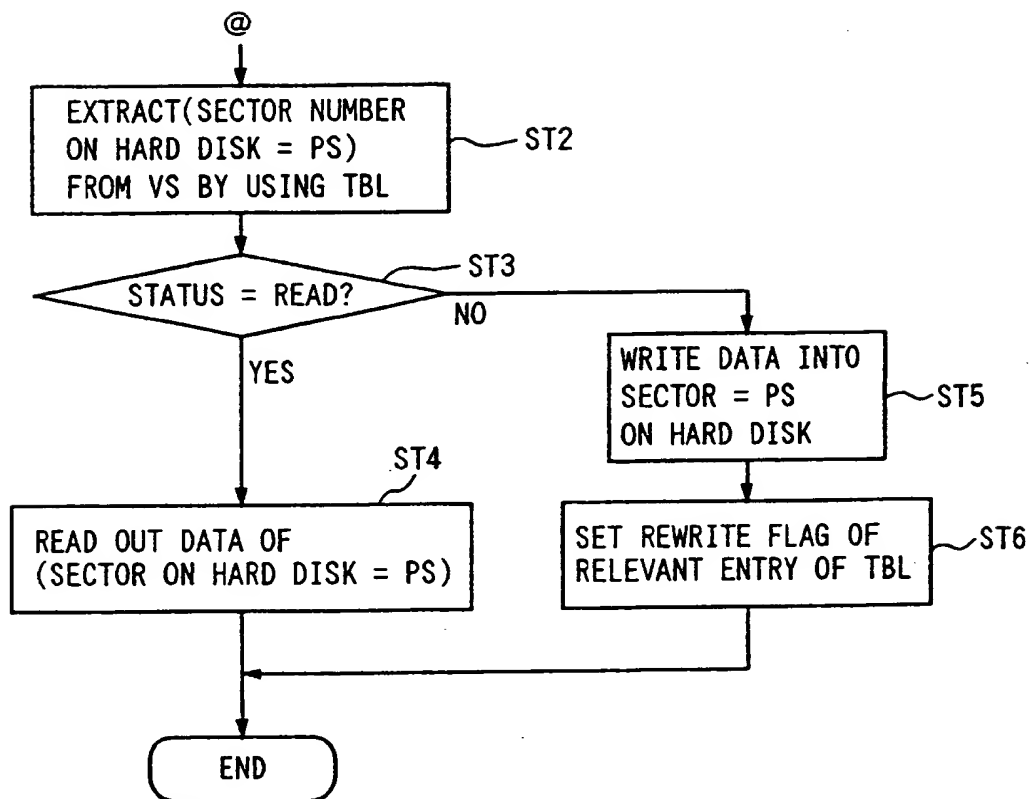 @
EXTRACT(SECTOR NUMBER
ON HARD DISK = PS)
FROM VS BY USING TBL
ST2
ST3
STATUS = READ?
NO
YES
WRITE DATA INTO
SECTOR = PS
ON HARD DISK
ST5
ST4
READ OUT DATA OF
(SECTOR ON HARD DISK = PS)
SET REWRITE FLAG OF
RELEVANT ENTRY OF TBL
ST6
END